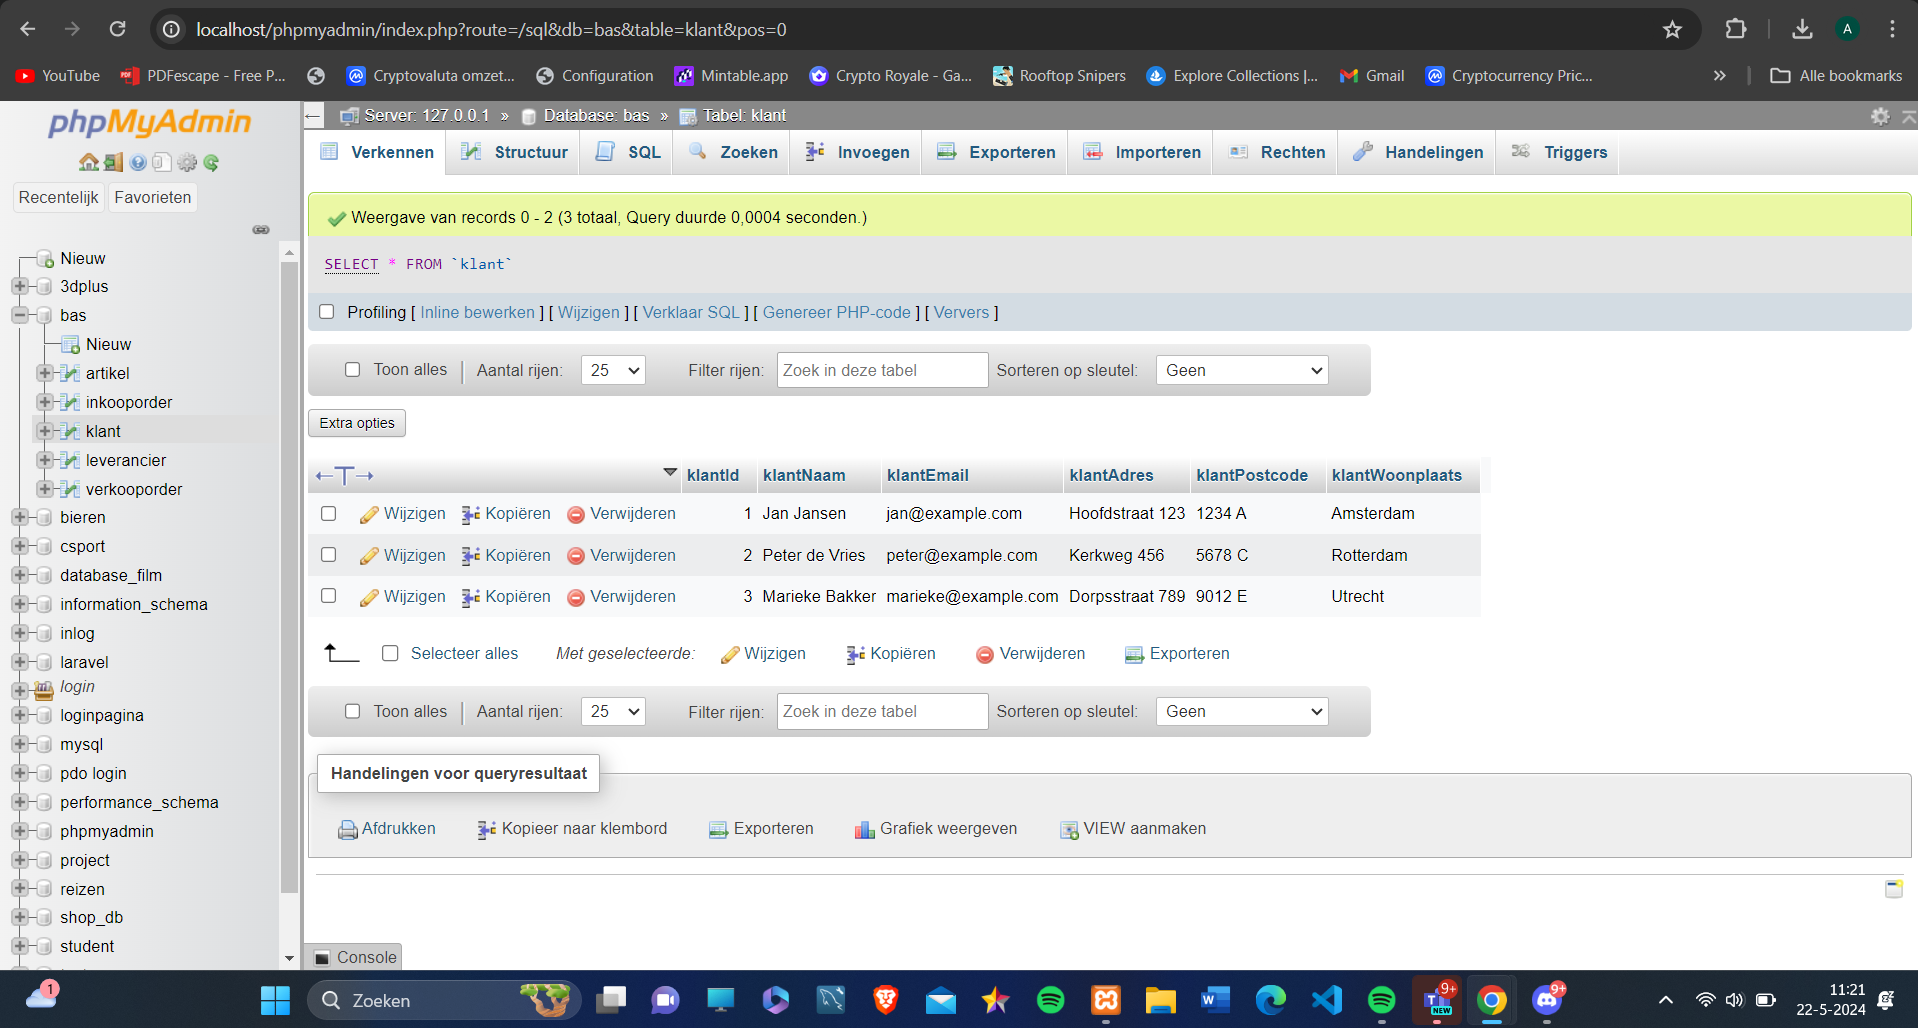 localhost/phpmyadmin/index.php?route=/sql&db=bas&table=klant&pos=0
A
YouTube
PDFescape - Free P...
Cryptovaluta omzet...
Configuration
Mintable.app
Crypto Royale - Ga...
Rooftop Snipers
Explore Collections |...
Gmail
Cryptocurrency Pric...
»
Alle bookmarks
phpMyAdmin
Recentelijk
Favorieten
Nieuw
3dplus
bas
Nieuw
artikel
inkooporder
klant
leverancier
verkooporder
bieren
csport
database_film
information_schema
inlog
laravel
login
loginpagina
mysql
pdo login
performance_schema
phpmyadmin
project
reizen
shop_db
student
Server: 127.0.0.1 » Database: bas » Tabel: klant
Verkennen
Structuur
SQL
Zoeken
Invoegen
Exporteren
Importeren
Rechten
Handelingen
Triggers
Weergave van records 0 - 2 (3 totaal, Query duurde 0,0004 seconden.)
SELECT * FROM `klant`
Profiling [ Inline bewerken ] [ Wijzigen ] [ Verklaar SQL ] [ Genereer PHP-code ] [ Ververs ]
Toon alles | Aantal rijen: 25 Filter rijen: Zoek in deze tabel Sorteren op sleutel: Geen
Extra opties
←T→ klantId klantNaam klantEmail klantAdres klantPostcode klantWoonplaats
Wijzigen Kopiëren Verwijderen 1 Jan Jansen jan@example.com Hoofdstraat 123 1234 A Amsterdam
Wijzigen Kopiëren Verwijderen 2 Peter de Vries peter@example.com Kerkweg 456 5678 C Rotterdam
Wijzigen Kopiëren Verwijderen 3 Marieke Bakker marieke@example.com Dorpsstraat 789 9012 E Utrecht
Selecteer alles Met geselecteerde: Wijzigen Kopiëren Verwijderen Exporteren
Toon alles | Aantal rijen: 25 Filter rijen: Zoek in deze tabel Sorteren op sleutel: Geen
Handelingen voor queryresultaat
Afdrukken Kopieer naar klembord Exporteren Grafiek weergeven VIEW aanmaken
Console
1
Zoeken
9+
NEW
9+
11:21
22-5-2024